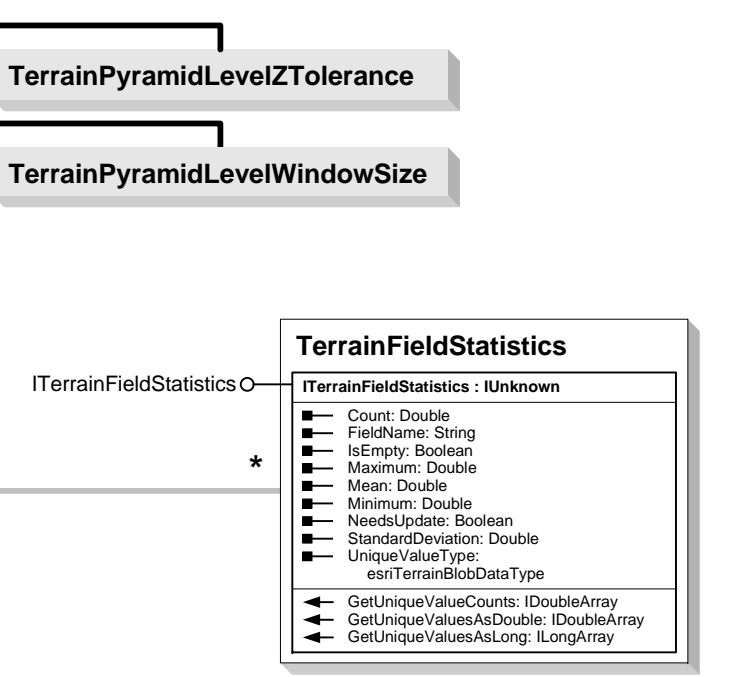 TerrainPyramidLevelZTolerance
TerrainPyramidLevelWindowSize
TerrainFieldStatistics
ITerrainFieldStatistics
ITerrainFieldStatistics : IUnknown
Count: Double
FieldName: String
IsEmpty: Boolean
Maximum: Double
Mean: Double
Minimum: Double
NeedsUpdate: Boolean
StandardDeviation: Double
UniqueValueType:
esriTerrainBlobDataType
*
GetUniqueValueCounts: IDoubleArray
GetUniqueValuesAsDouble: IDoubleArray
GetUniqueValuesAsLong: ILongArray